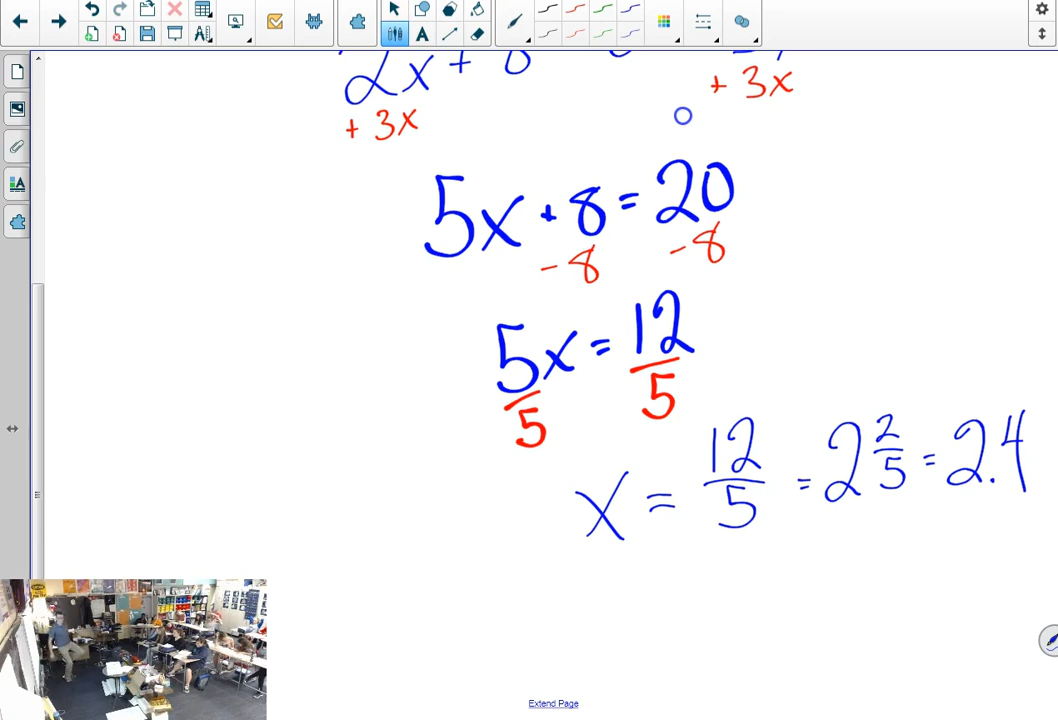 2x +
+ 3x + 3x
5x + 8 = 20
- 8 - 8
5x = 12
5 5
x = 12/5 = 2 2/5 = 2.4
Extend Page